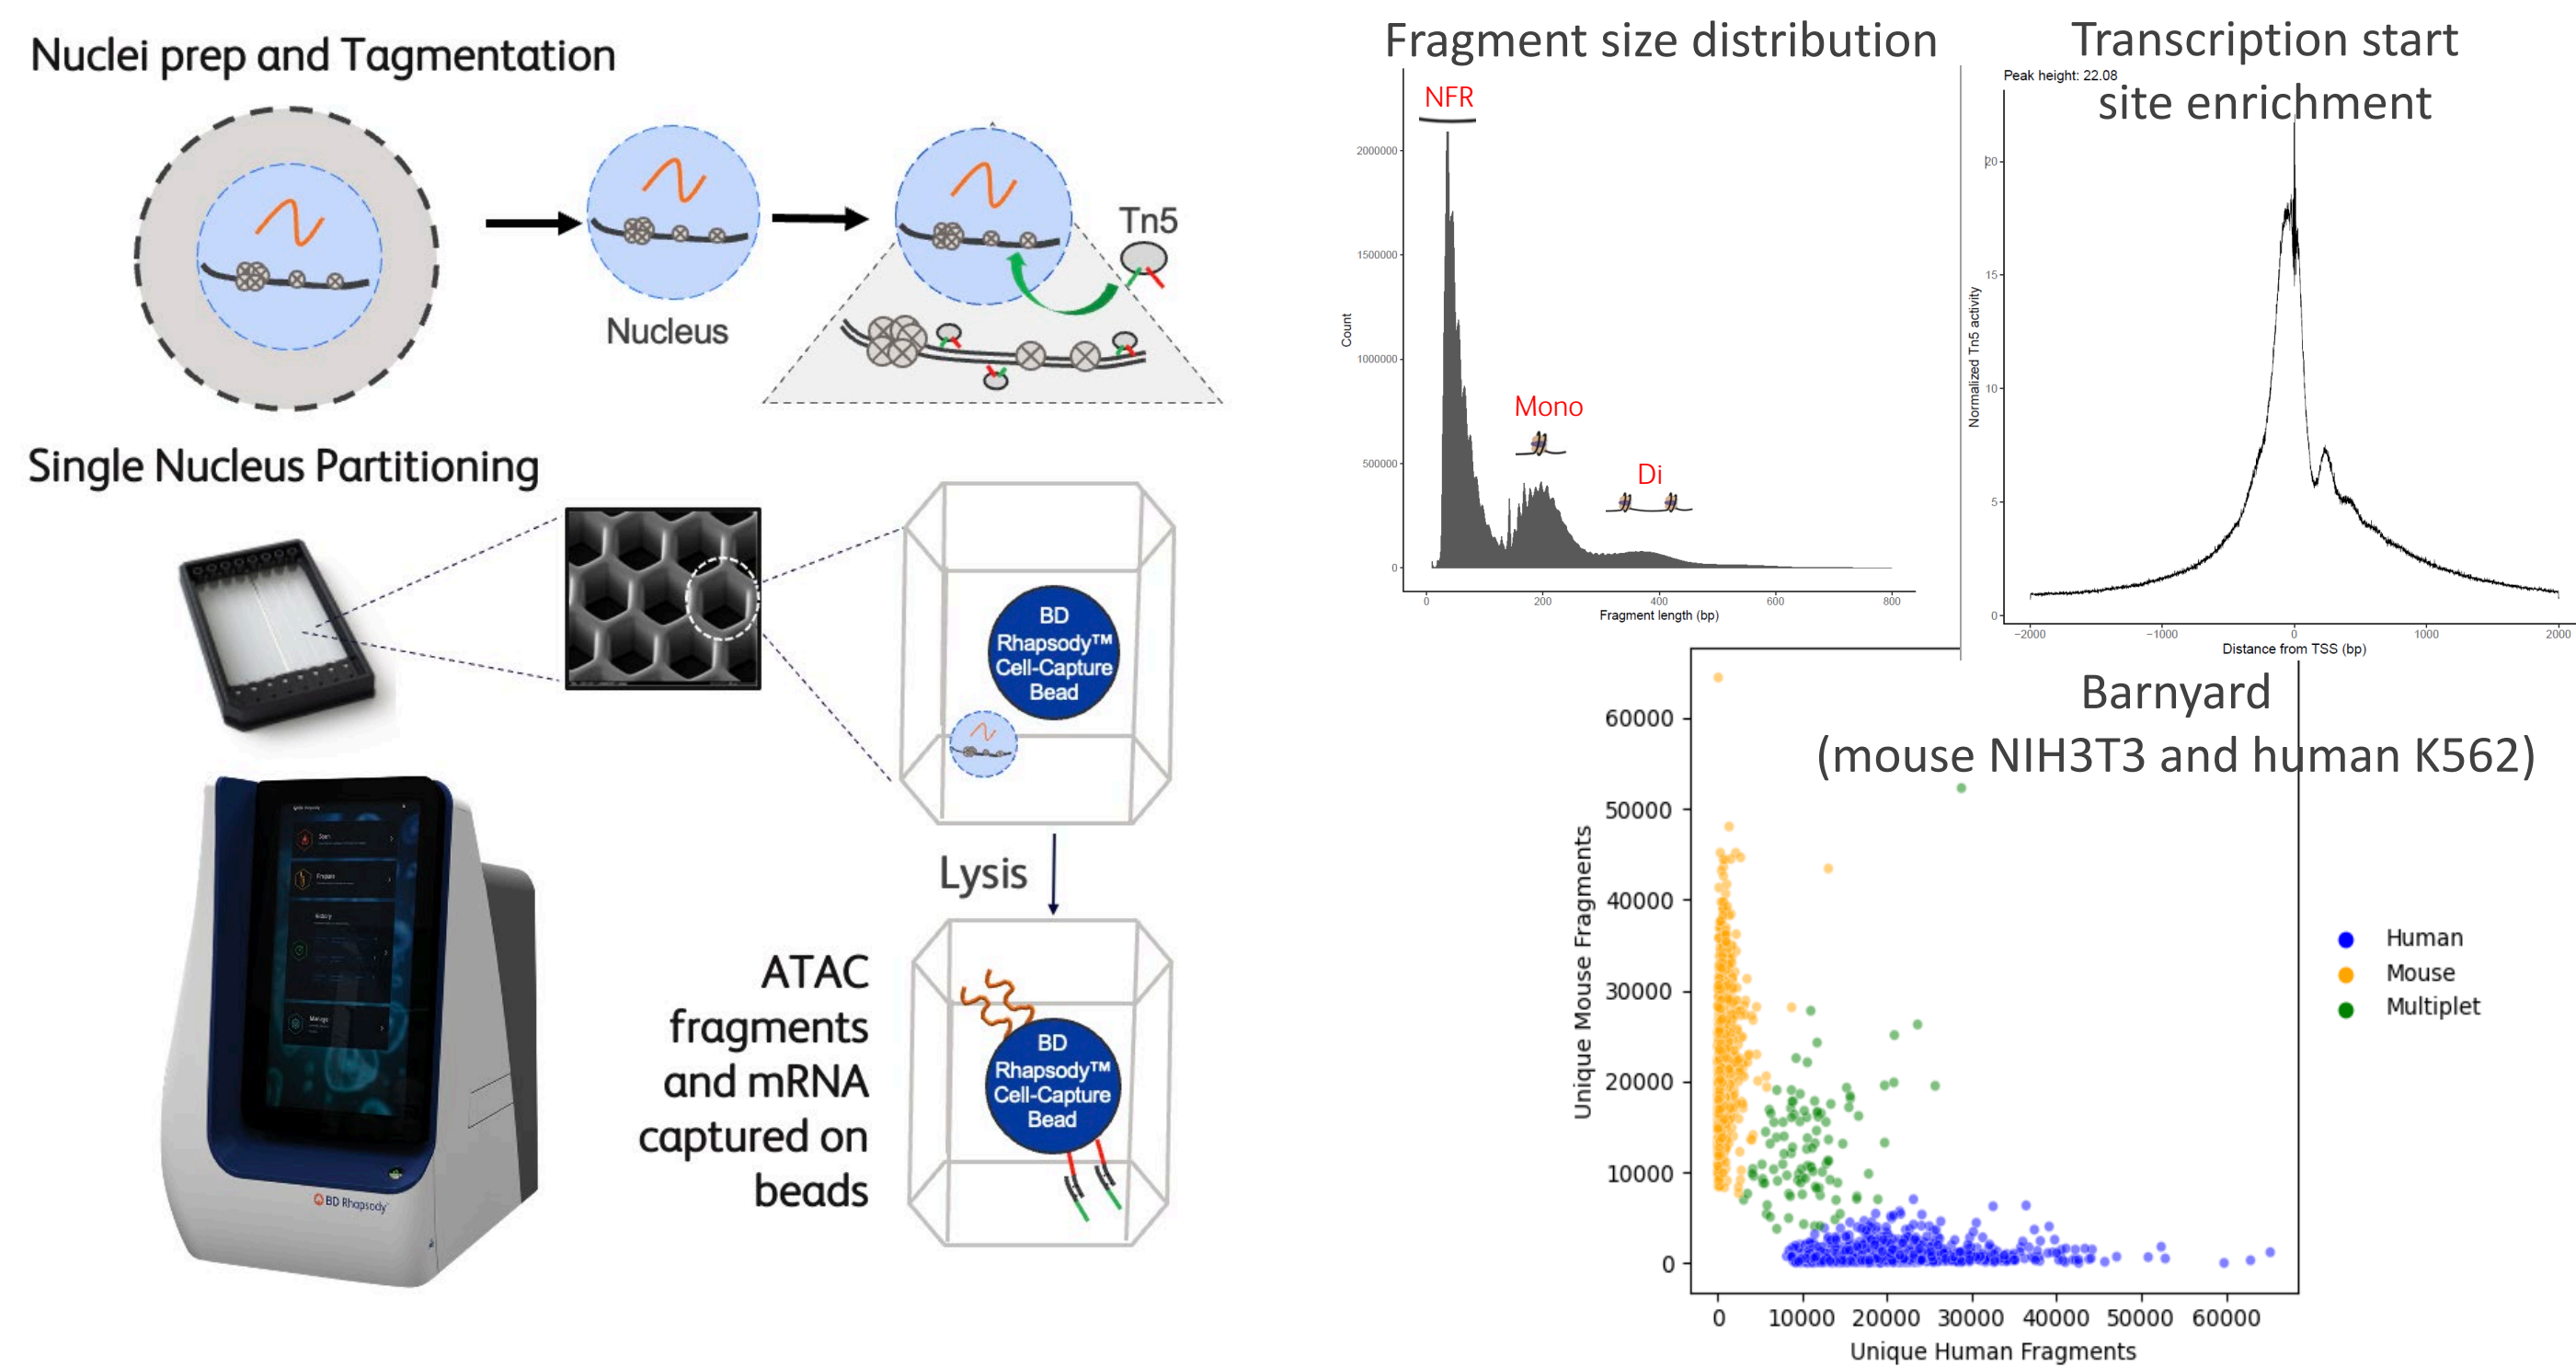 Nuclei prep and Tagmentation
Nucleus
Tn5
Single Nucleus Partitioning
BD
Rhapsody™
Cell-Capture
Bead
Lysis
ATAC
fragments
and mRNA
captured on
beads
BD
Rhapsody™
Cell-Capture
Bead
BD Rhapsody™
Scan
Prepare
History
Manage
Fragment size distribution
NFR
Mono
Di
Count
2000000
1500000
1000000
500000
0
0 200 400 600 800
Fragment length (bp)
Transcription start
site enrichment
Peak height: 22.08
Normalized Tn5 activity
20
15
10
5
0
−2000 −1000 0 1000 2000
Distance from TSS (bp)
Barnyard
(mouse NIH3T3 and human K562)
Unique Mouse Fragments
60000
50000
40000
30000
20000
10000
0
0 10000 20000 30000 40000 50000 60000
Unique Human Fragments
Human
Mouse
Multiplet